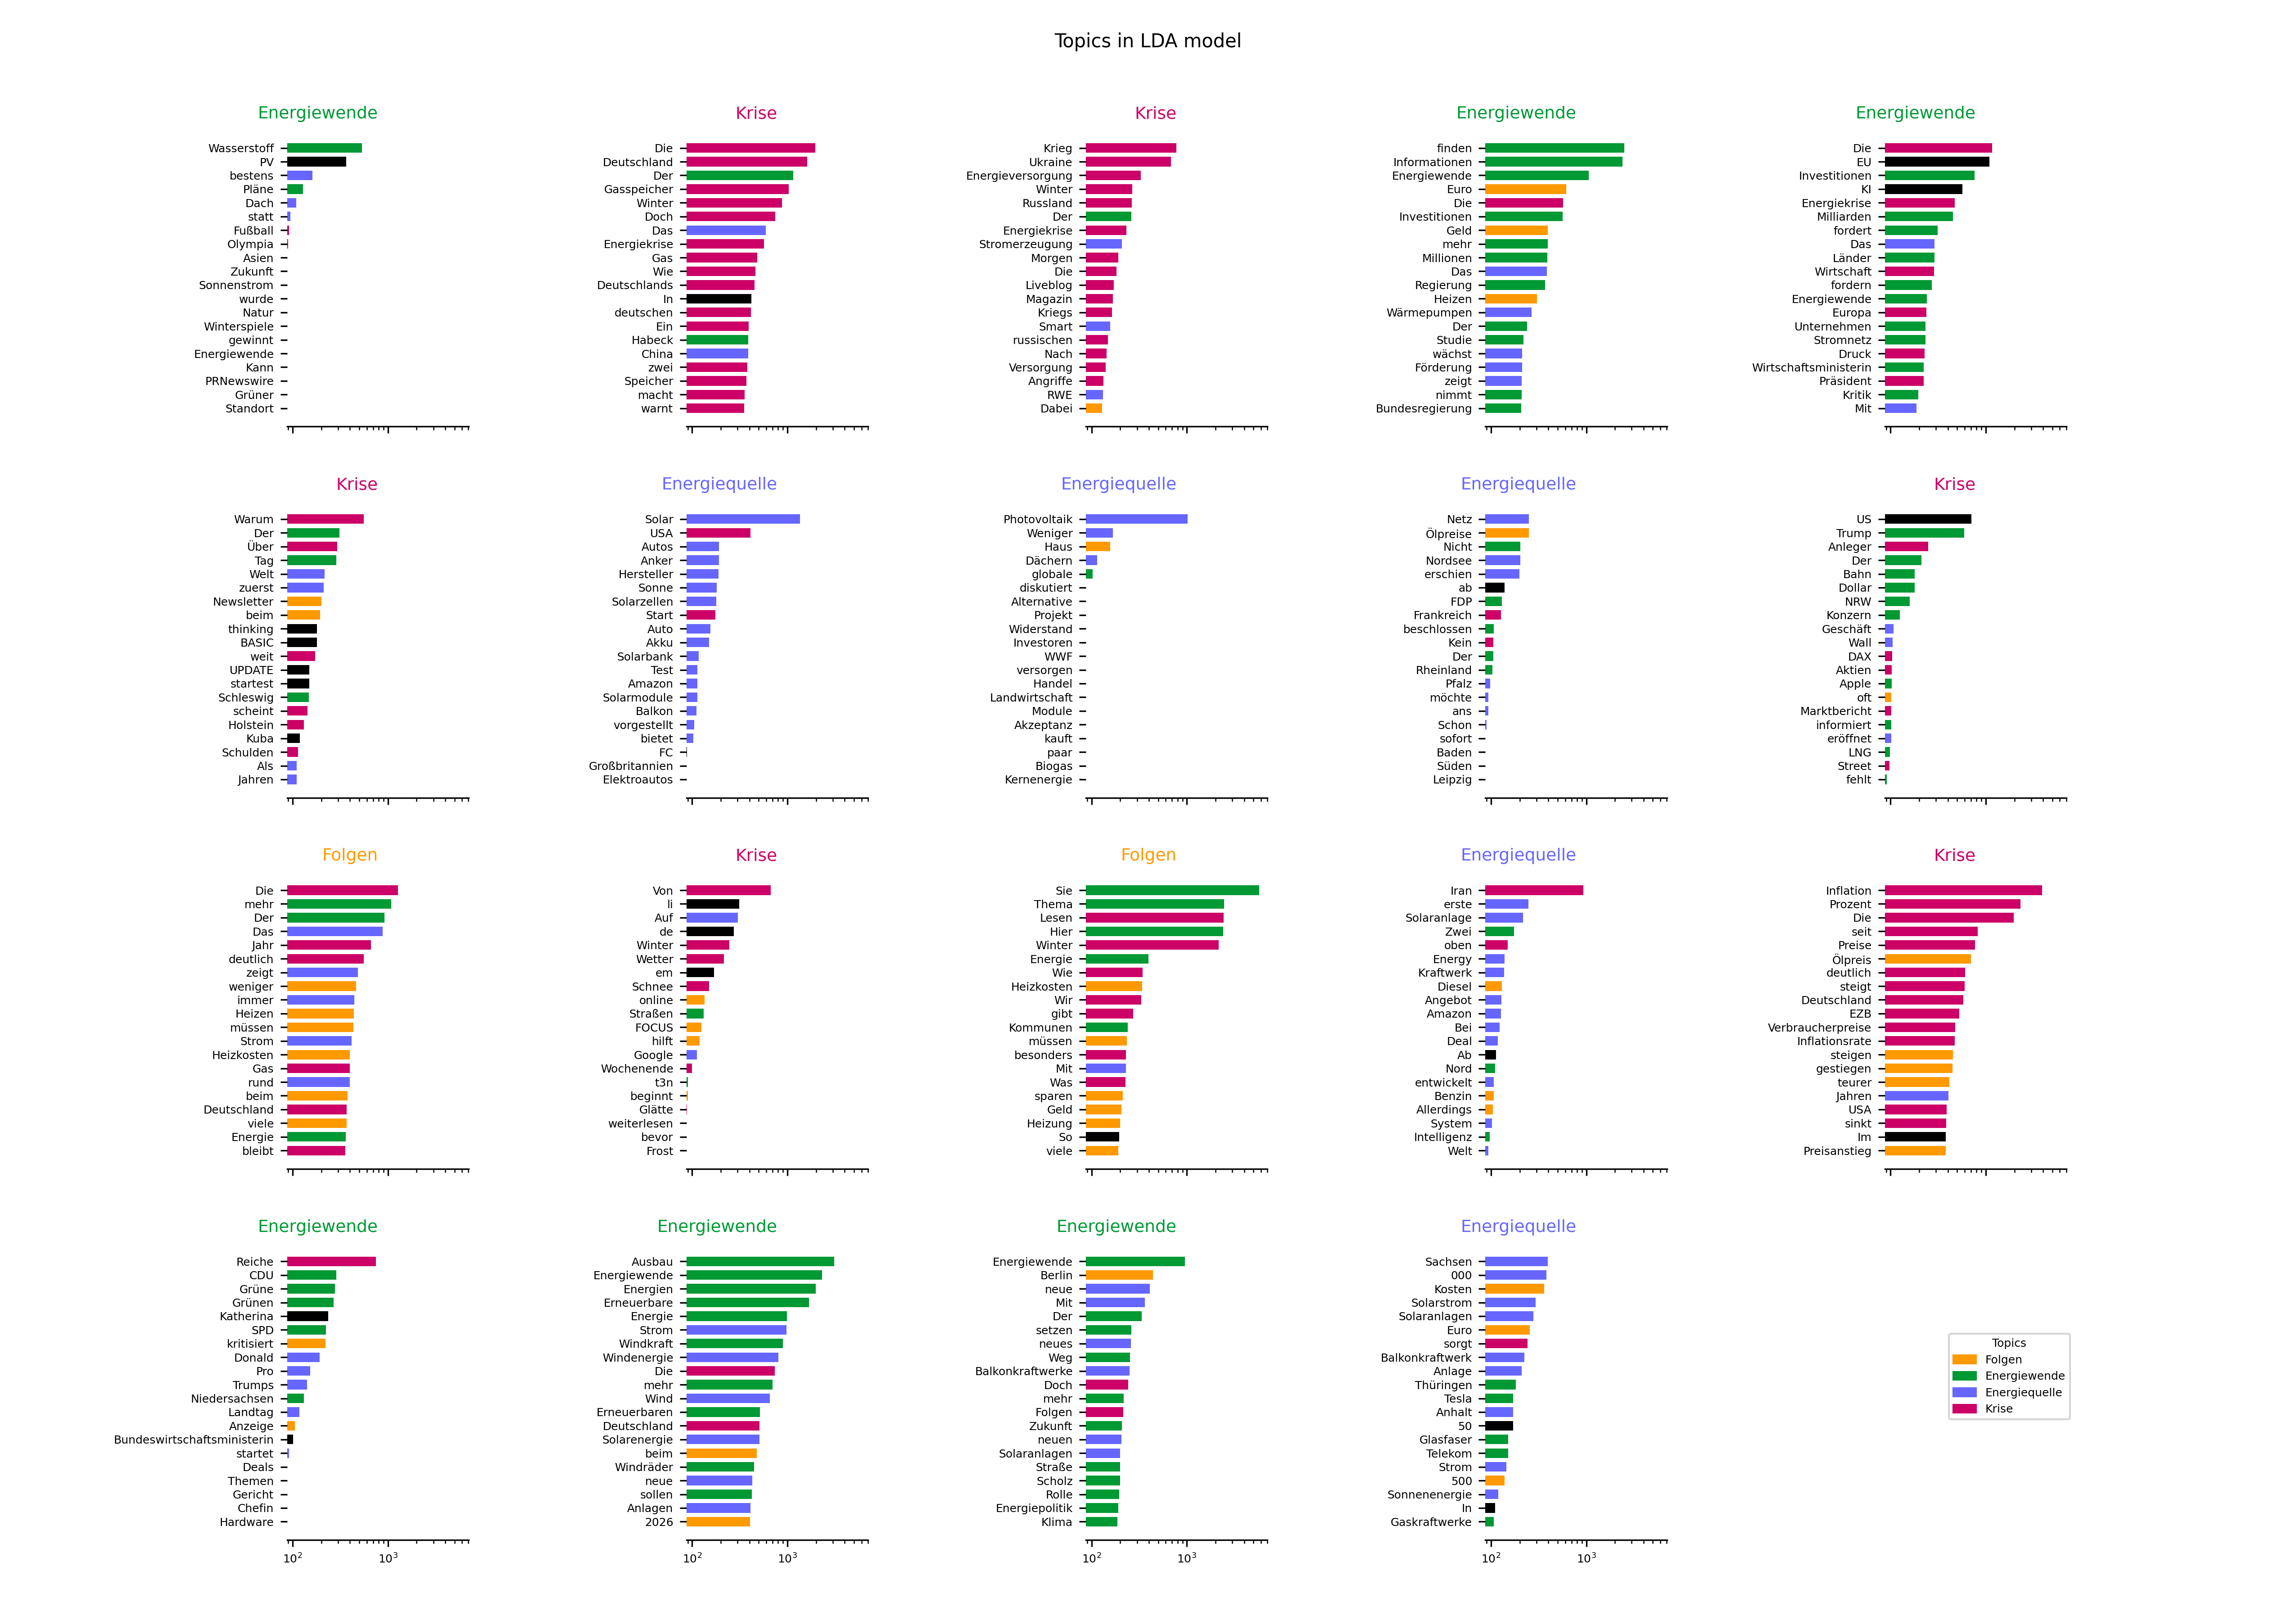 Topics in LDA model
Energiewende
Wasserstoff
PV
bestens
Pläne
Dach
statt
Fußball
Olympia
Asien
Zukunft
Sonnenstrom
wurde
Natur
Winterspiele
gewinnt
Energiewende
Kann
PRNewswire
Grüner
Standort
Krise
Die
Deutschland
Der
Gasspeicher
Winter
Doch
Das
Energiekrise
Gas
Wie
Deutschlands
In
deutschen
Ein
Habeck
China
zwei
Speicher
macht
warnt
Krise
Krieg
Ukraine
Energieversorgung
Winter
Russland
Der
Energiekrise
Stromerzeugung
Morgen
Die
Liveblog
Magazin
Kriegs
Smart
russischen
Nach
Versorgung
Angriffe
RWE
Dabei
Energiewende
finden
Informationen
Energiewende
Euro
Die
Investitionen
Geld
mehr
Millionen
Das
Regierung
Heizen
Wärmepumpen
Der
Studie
wächst
Förderung
zeigt
nimmt
Bundesregierung
Energiewende
Die
EU
Investitionen
KI
Energiekrise
Milliarden
fordert
Das
Länder
Wirtschaft
fordern
Energiewende
Europa
Unternehmen
Stromnetz
Druck
Wirtschaftsministerin
Präsident
Kritik
Mit
Krise
Warum
Der
Über
Tag
Welt
zuerst
Newsletter
beim
thinking
BASIC
weit
UPDATE
startest
Schleswig
scheint
Holstein
Kuba
Schulden
Als
Jahren
Energiequelle
Solar
USA
Autos
Anker
Hersteller
Sonne
Solarzellen
Start
Auto
Akku
Solarbank
Test
Amazon
Solarmodule
Balkon
vorgestellt
bietet
FC
Großbritannien
Elektroautos
Energiequelle
Photovoltaik
Weniger
Haus
Dächern
globale
diskutiert
Alternative
Projekt
Widerstand
Investoren
WWF
versorgen
Handel
Landwirtschaft
Module
Akzeptanz
kauft
paar
Biogas
Kernenergie
Energiequelle
Netz
Ölpreise
Nicht
Nordsee
erschien
ab
FDP
Frankreich
beschlossen
Kein
Der
Rheinland
Pfalz
möchte
ans
Schon
sofort
Baden
Süden
Leipzig
Krise
US
Trump
Anleger
Der
Bahn
Dollar
NRW
Konzern
Geschäft
Wall
DAX
Aktien
Apple
oft
Marktbericht
informiert
eröffnet
LNG
Street
fehlt
Folgen
Die
mehr
Der
Das
Jahr
deutlich
zeigt
weniger
immer
Heizen
müssen
Strom
Heizkosten
Gas
rund
beim
Deutschland
viele
Energie
bleibt
Krise
Von
li
Auf
de
Winter
Wetter
em
Schnee
online
Straßen
FOCUS
hilft
Google
Wochenende
t3n
beginnt
Glätte
weiterlesen
bevor
Frost
Folgen
Sie
Thema
Lesen
Hier
Winter
Energie
Wie
Heizkosten
Wir
gibt
Kommunen
müssen
besonders
Mit
Was
sparen
Geld
Heizung
So
viele
Energiequelle
Iran
erste
Solaranlage
Zwei
oben
Energy
Kraftwerk
Diesel
Angebot
Amazon
Bei
Deal
Ab
Nord
entwickelt
Benzin
Allerdings
System
Intelligenz
Welt
Krise
Inflation
Prozent
Die
seit
Preise
Ölpreis
deutlich
steigt
Deutschland
EZB
Verbraucherpreise
Inflationsrate
steigen
gestiegen
teurer
Jahren
USA
sinkt
Im
Preisanstieg
Energiewende
Reiche
CDU
Grüne
Grünen
Katherina
SPD
kritisiert
Donald
Pro
Trumps
Niedersachsen
Landtag
Anzeige
Bundeswirtschaftsministerin
startet
Deals
Themen
Gericht
Chefin
Hardware
10²
10³
Energiewende
Ausbau
Energiewende
Energien
Erneuerbare
Energie
Strom
Windkraft
Windenergie
Die
mehr
Wind
Erneuerbaren
Deutschland
Solarenergie
beim
Windräder
neue
sollen
Anlagen
2026
10²
10³
Energiewende
Energiewende
Berlin
neue
Mit
Der
setzen
neues
Weg
Balkonkraftwerke
Doch
mehr
Folgen
Zukunft
neuen
Solaranlagen
Straße
Scholz
Rolle
Energiepolitik
Klima
10²
10³
Energiequelle
Sachsen
000
Kosten
Solarstrom
Solaranlagen
Euro
sorgt
Balkonkraftwerk
Anlage
Thüringen
Tesla
Anhalt
50
Glasfaser
Telekom
Strom
500
Sonnenenergie
In
Gaskraftwerke
10²
10³
Topics
Folgen
Energiewende
Energiequelle
Krise